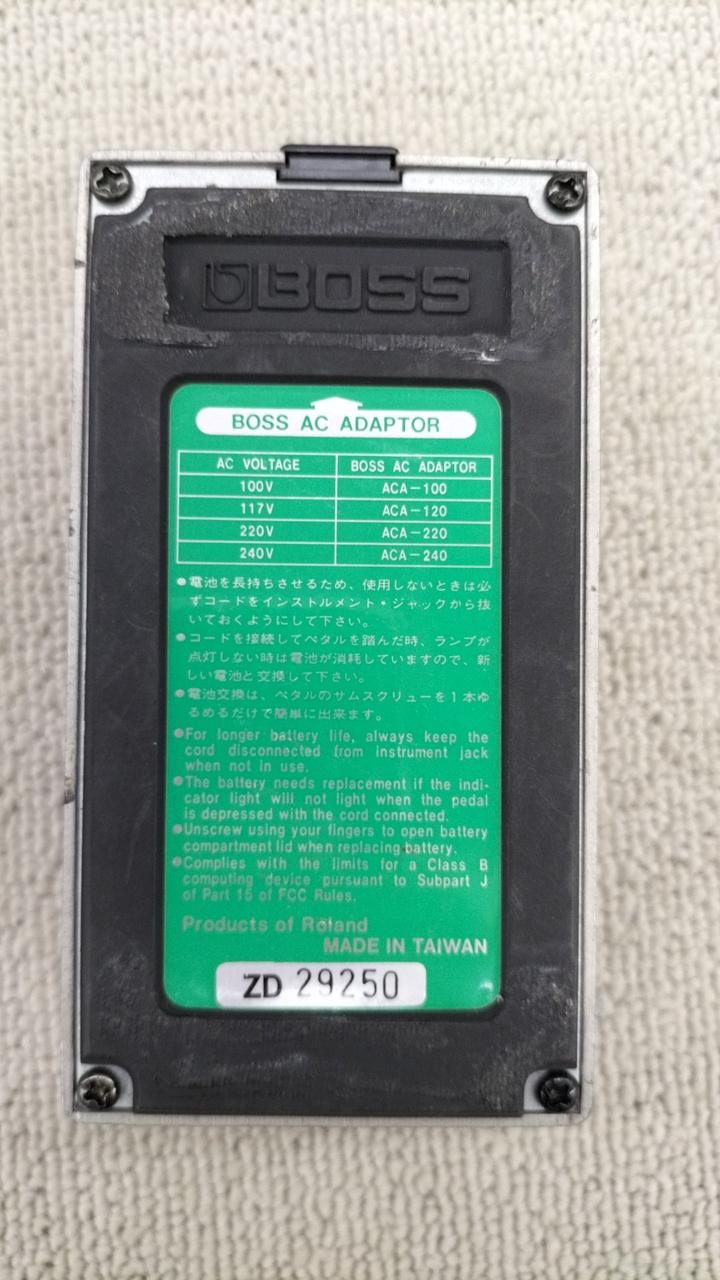 BOSS
BOSS AC ADAPTOR
AC VOLTAGE BOSS AC ADAPTOR
100V ACA-100
117V ACA-120
220V ACA-220
240V ACA-240
●電池を長持ちさせるため、使用しないときは必
ずコードをインストルメント・ジャックから抜
いておくようにして下さい。
●コードを接続してペタルを踏んだ時、ランプが
点灯しない時は電池が消耗していますので、新
しい電池と交換して下さい。
●電池交換は、ペタルのサムスクリューを1本ゆ
るめるだけで簡単に出来ます。
●For longer battery life, always keep the
cord disconnected from instrument jack
when not in use.
●The battery needs replacement if the indi-
cator light will not light when the pedal
is depressed with the cord connected.
●Unscrew using your fingers to open battery
compartment lid when replacing battery.
●Complies with the limits for a Class B
computing device pursuant to Subpart J
of Part 15 of FCC Rules.
Products of Roland
MADE IN TAIWAN
ZD 29250